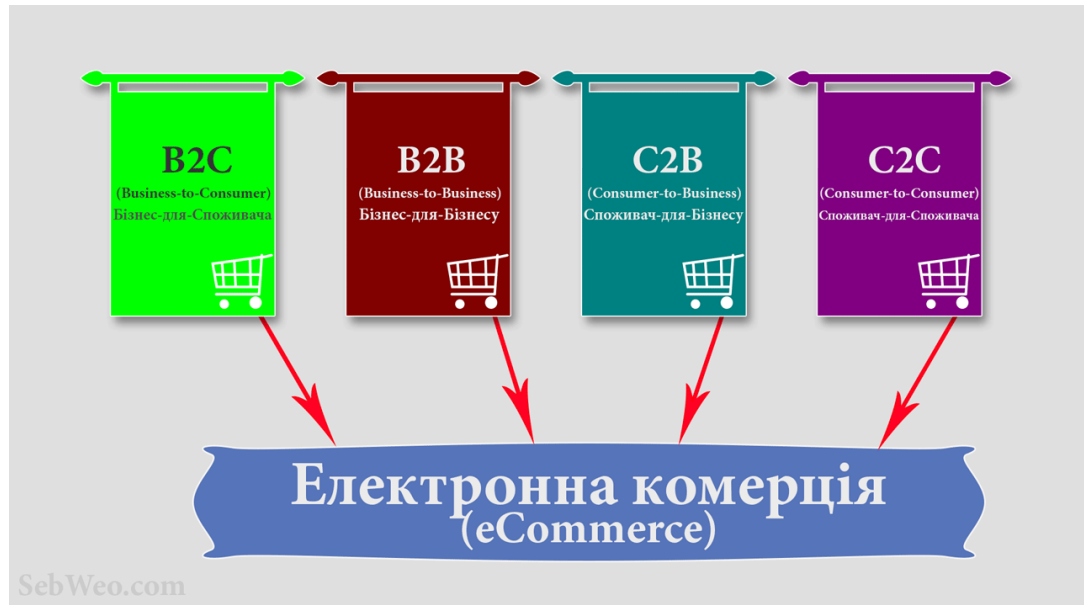 B2C
(Business-to-Consumer)
Бізнес-для-Споживача
B2B
(Business-to-Business)
Бізнес-для-Бізнесу
C2B
(Consumer-to-Business)
Споживач-для-Бізнесу
C2C
(Consumer-to-Consumer)
Споживач-для-Споживача
Електронна комерція
(eCommerce)
SebWeo.com